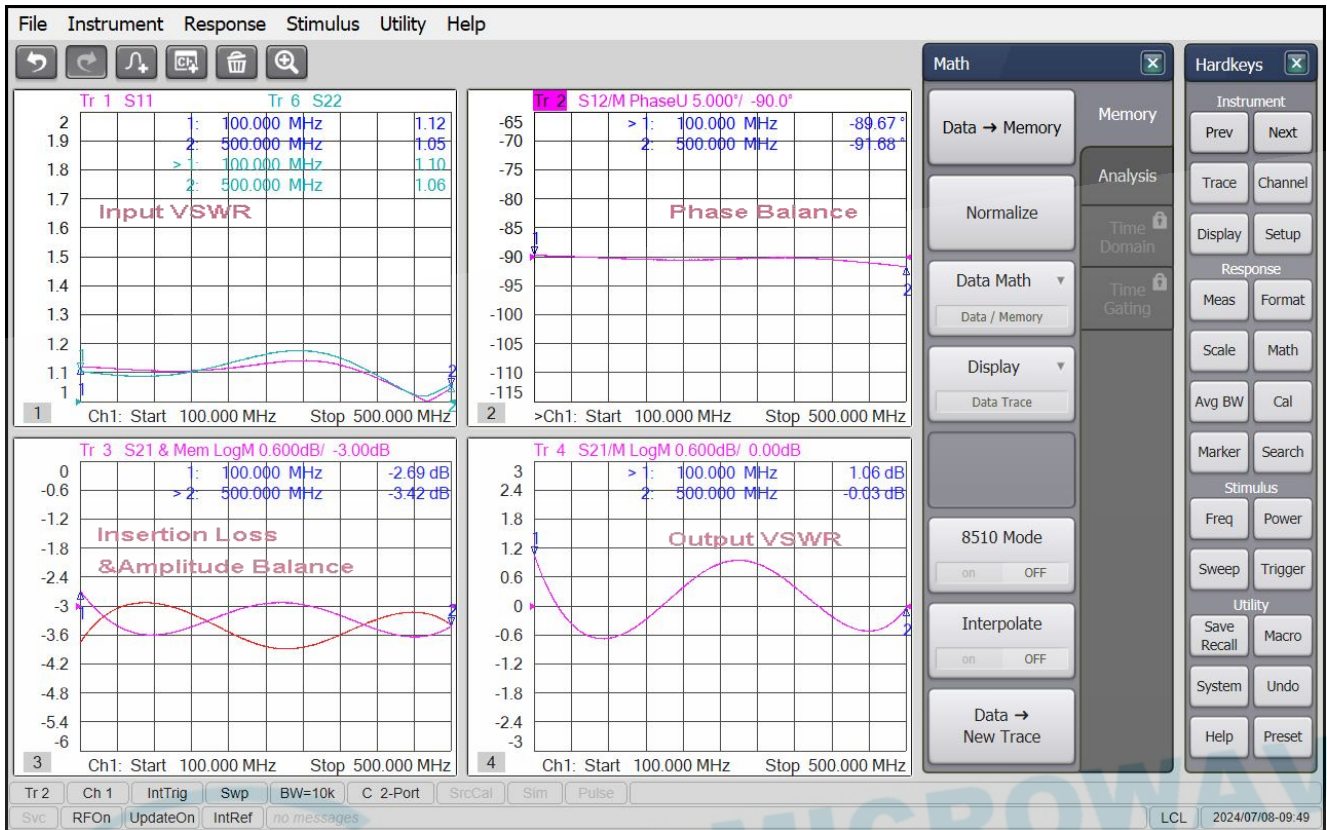 File Instrument Response Stimulus Utility Help
Tr 1 S11 Tr 6 S22
1: 100.000 MHz 1.12
2: 500.000 MHz 1.05
> 1: 100.000 MHz 1.10
2: 500.000 MHz 1.06
Input VSWR
2
1.9
1.8
1.7
1.6
1.5
1.4
1.3
1.2
1.1
1
1
1
2
2
1 Ch1: Start 100.000 MHz Stop 500.000 MHz
Tr 2 S12/M PhaseU 5.000°/ -90.0°
> 1: 100.000 MHz -89.67 °
2: 500.000 MHz -91.68 °
Phase Balance
-65
-70
-75
-80
-85
-90
-95
-100
-105
-110
-115
1
2
2 >Ch1: Start 100.000 MHz Stop 500.000 MHz
Tr 3 S21 & Mem LogM 0.600dB/ -3.00dB
1: 100.000 MHz -2.69 dB
> 2: 500.000 MHz -3.42 dB
Insertion Loss
&Amplitude Balance
0
-0.6
-1.2
-1.8
-2.4
-3
-3.6
-4.2
-4.8
-5.4
-6
1
2
3 Ch1: Start 100.000 MHz Stop 500.000 MHz
Tr 4 S21/M LogM 0.600dB/ 0.00dB
> 1: 100.000 MHz 1.06 dB
2: 500.000 MHz -0.03 dB
Output VSWR
3
2.4
1.8
1.2
0.6
0
-0.6
-1.2
-1.8
-2.4
-3
1
2
4 Ch1: Start 100.000 MHz Stop 500.000 MHz
Math
Data → Memory
Normalize
Data Math
Data / Memory
Display
Data Trace
8510 Mode
on OFF
Interpolate
on OFF
Data →
New Trace
Memory
Analysis
Time
Domain
Time
Gating
Hardkeys
Instrument
Prev Next
Trace Channel
Display Setup
Response
Meas Format
Scale Math
Avg BW Cal
Marker Search
Stimulus
Freq Power
Sweep Trigger
Utility
Save
Recall Macro
System Undo
Help Preset
Tr 2 Ch 1 IntTrig Swp BW=10k C 2-Port SrcCal Sim Pulse
Svc RFOn UpdateOn IntRef no messages LCL 2024/07/08-09:49